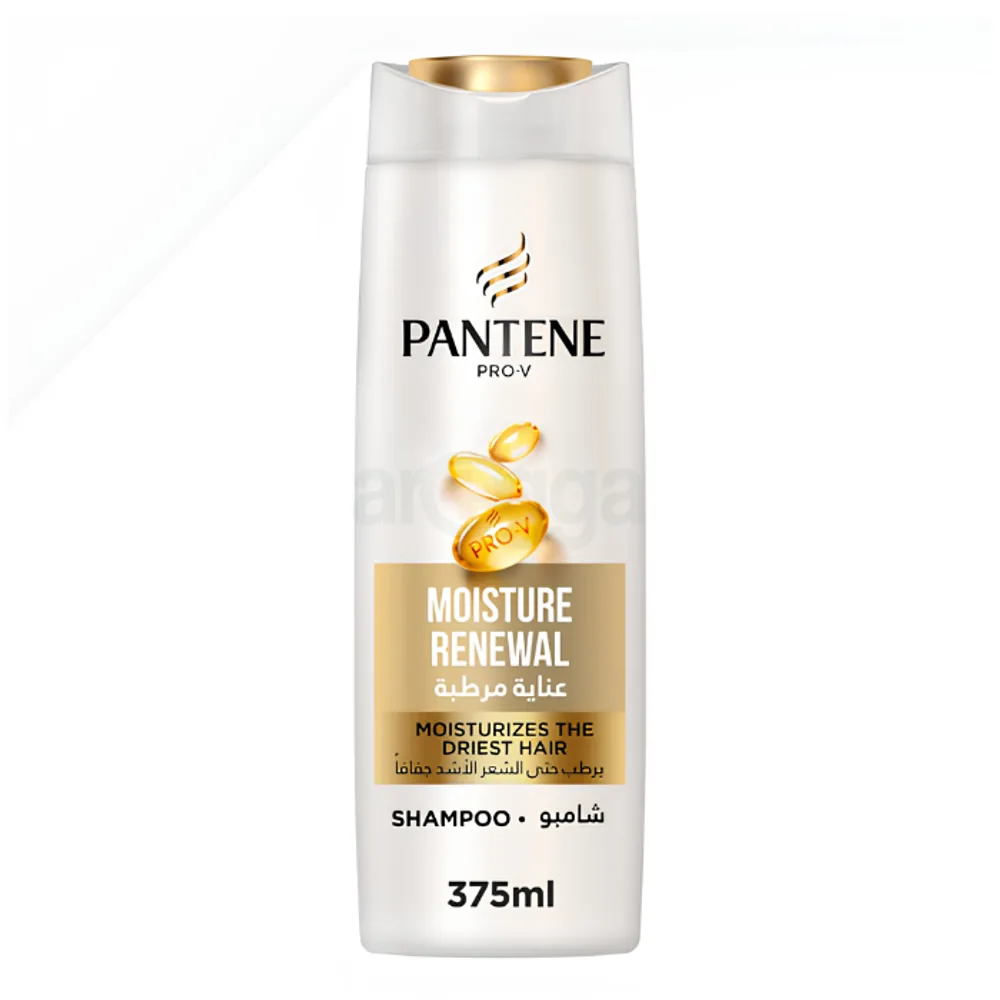 PANTENE
PRO-V
PRO-V
MOISTURE
RENEWAL
عناية مرطبة
MOISTURIZES THE
DRIEST HAIR
يرطب حتى الشعر الأشد جفافاً
SHAMPOO • شامبو
375ml